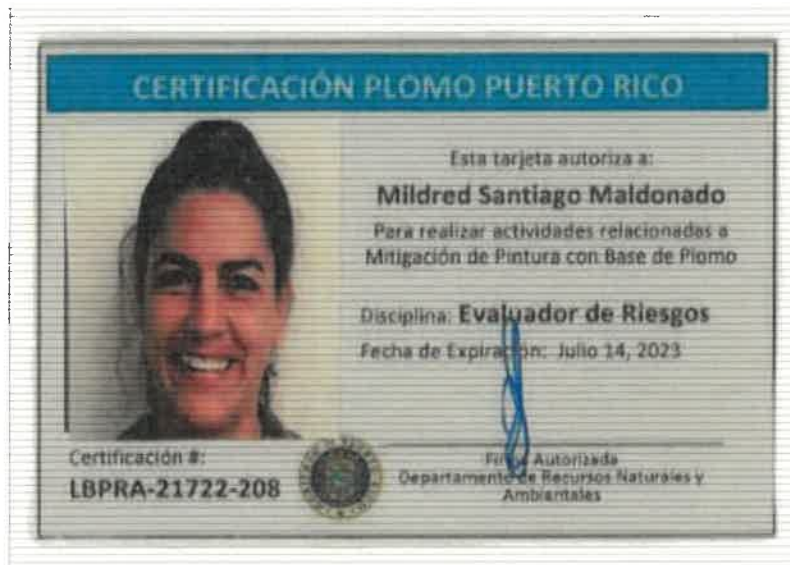 CERTIFICACIÓN PLOMO PUERTO RICO
Esta tarjeta autoriza a:
Mildred Santiago Maldonado
Para realizar actividades relacionadas a
Mitigación de Pintura con Base de Plomo
Disciplina: Evaluador de Riesgos
Fecha de Expiración: Julio 14, 2023
Certificación #:
LBPRA-21722-208
Firma Autorizada
Departamento de Recursos Naturales y
Ambientales